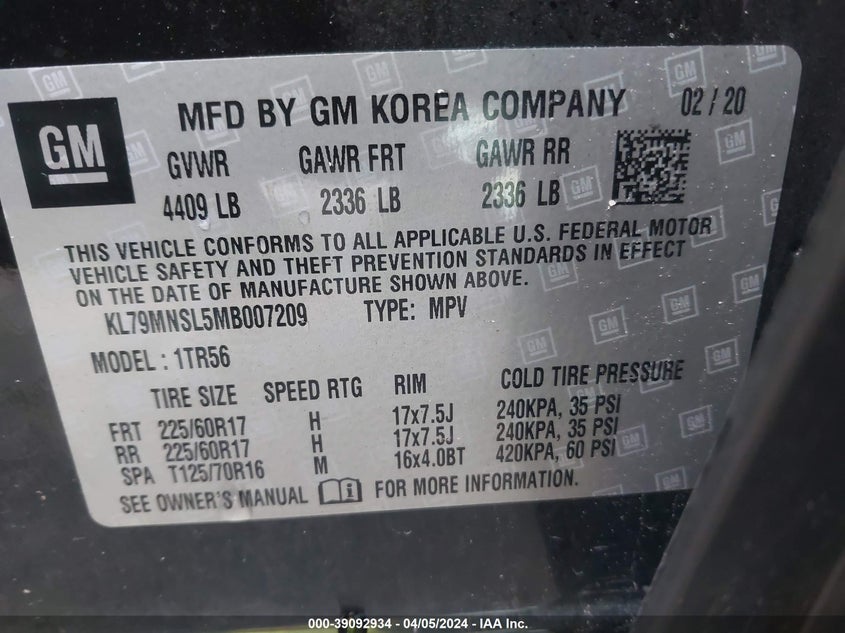 MFD BY GM KOREA COMPANY 02 / 20
GM
GVWR GAWR FRT GAWR RR
4409 LB 2336 LB 2336 LB
THIS VEHICLE CONFORMS TO ALL APPLICABLE U.S. FEDERAL MOTOR
VEHICLE SAFETY AND THEFT PREVENTION STANDARDS IN EFFECT
ON THE DATE OF MANUFACTURE SHOWN ABOVE.
KL79MNSL5MB007209 TYPE: MPV
MODEL : 1TR56
TIRE SIZE SPEED RTG RIM COLD TIRE PRESSURE
FRT 225/60R17 H 17x7.5J 240KPA, 35 PSI
RR 225/60R17 H 17x7.5J 240KPA, 35 PSI
SPA T125/70R16 M 16x4.0BT 420KPA, 60 PSI
SEE OWNER'S MANUAL FOR MORE INFORMATION.
000-39092934 - 04/05/2024 - IAA Inc.